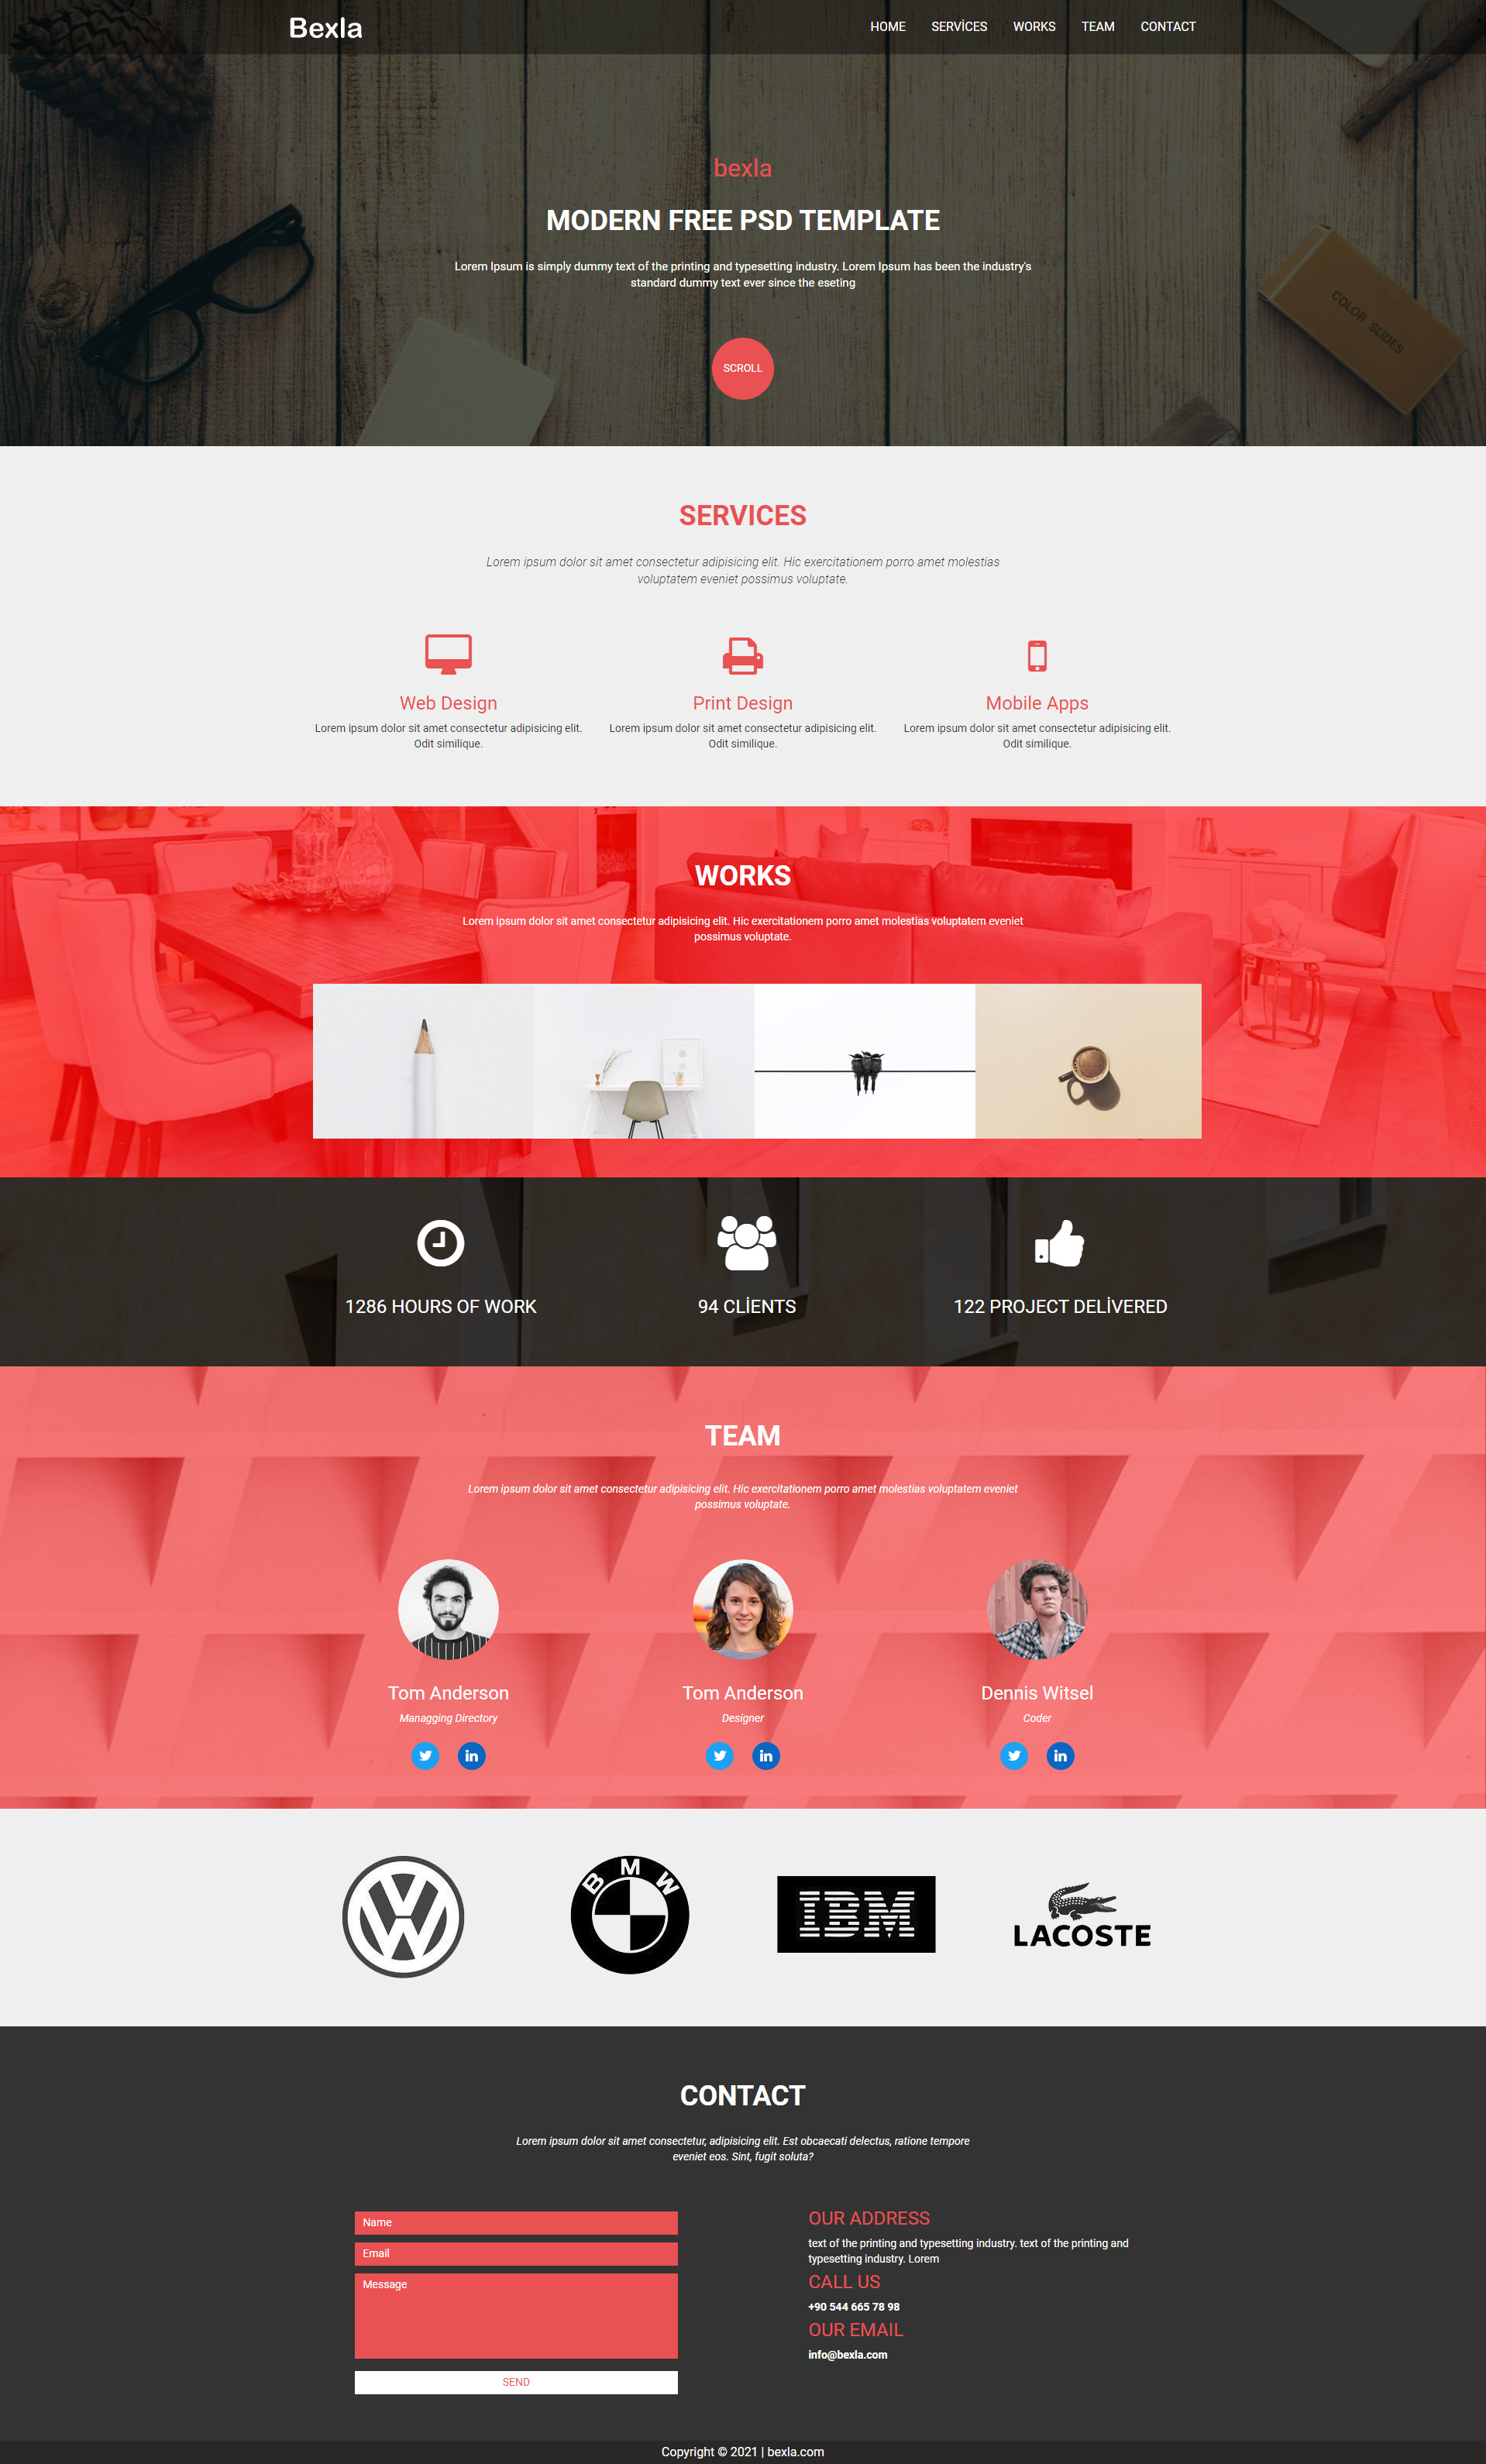 Bexla
HOME SERVİCES WORKS TEAM CONTACT
bexla
MODERN FREE PSD TEMPLATE
Lorem Ipsum is simply dummy text of the printing and typesetting industry. Lorem Ipsum has been the industry's
standard dummy text ever since the eseting
COLOR SLIDES
SCROLL
SERVICES
Lorem ipsum dolor sit amet consectetur adipisicing elit. Hic exercitationem porro amet molestias
voluptatem eveniet possimus voluptate.
Web Design
Lorem ipsum dolor sit amet consectetur adipisicing elit.
Odit similique.
Print Design
Lorem ipsum dolor sit amet consectetur adipisicing elit.
Odit similique.
Mobile Apps
Lorem ipsum dolor sit amet consectetur adipisicing elit.
Odit similique.
WORKS
Lorem ipsum dolor sit amet consectetur adipisicing elit. Hic exercitationem porro amet molestias voluptatem eveniet
possimus voluptate.
1286 HOURS OF WORK
94 CLİENTS
122 PROJECT DELİVERED
TEAM
Lorem ipsum dolor sit amet consectetur adipisicing elit. Hic exercitationem porro amet molestias voluptatem eveniet
possimus voluptate.
Tom Anderson
Managging Directory
in
Tom Anderson
Designer
in
Dennis Witsel
Coder
in
VW
BMW
IBM
LACOSTE
CONTACT
Lorem ipsum dolor sit amet consectetur, adipisicing elit. Est obcaecati delectus, ratione tempore
eveniet eos. Sint, fugit soluta?
Name
Email
Message
SEND
OUR ADDRESS
text of the printing and typesetting industry. text of the printing and
typesetting industry. Lorem
CALL US
+90 544 665 78 98
OUR EMAIL
info@bexla.com
Copyright © 2021 | bexla.com